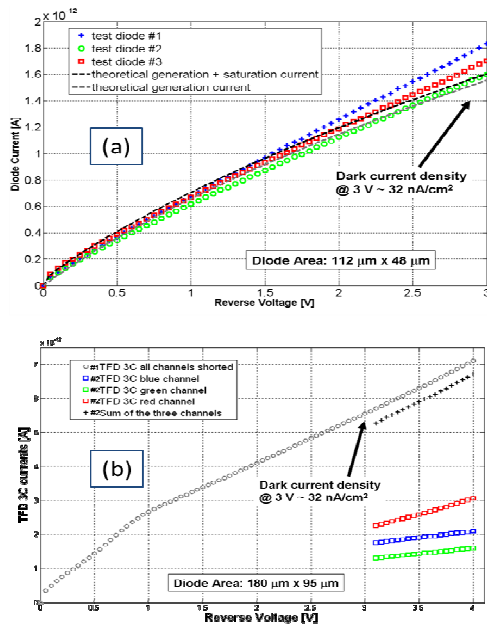 x 10⁻¹²
2
1.8
1.6
1.4
1.2
1
0.8
0.6
0.4
0.2
0
0
0.5
1
1.5
2
2.5
3
Diode Current [A]
Reverse Voltage [V]
test diode #1
test diode #2
test diode #3
theoretical generation + saturation current
theoretical generation current
(a)
Dark current density
@ 3 V ~ 32 nA/cm²
Diode Area: 112 µm x 48 µm
7
6
5
4
3
2
1
0
0.5
1
1.5
2
2.5
3
3.5
4
TFD 3C currents [A]
Reverse Voltage [V]
#1TFD 3C all channels shorted
#2TFD 3C blue channel
#2TFD 3C green channel
#2TFD 3C red channel
#2Sum of the three channels
(b)
Dark current density
@ 3 V ~ 32 nA/cm²
Diode Area: 180 µm x 95 µm